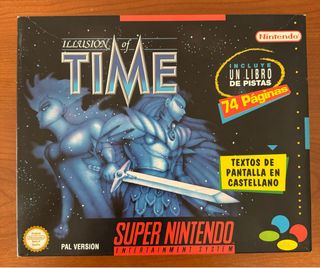 ILLUSION of
TIME
Nintendo
INCLUYE
UN LIBRO
DE PISTAS
74 Páginas
TEXTOS DE
PANTALLA EN
CASTELLANO
PAL VERSION
SUPER NINTENDO
ENTERTAINMENT SYSTEM